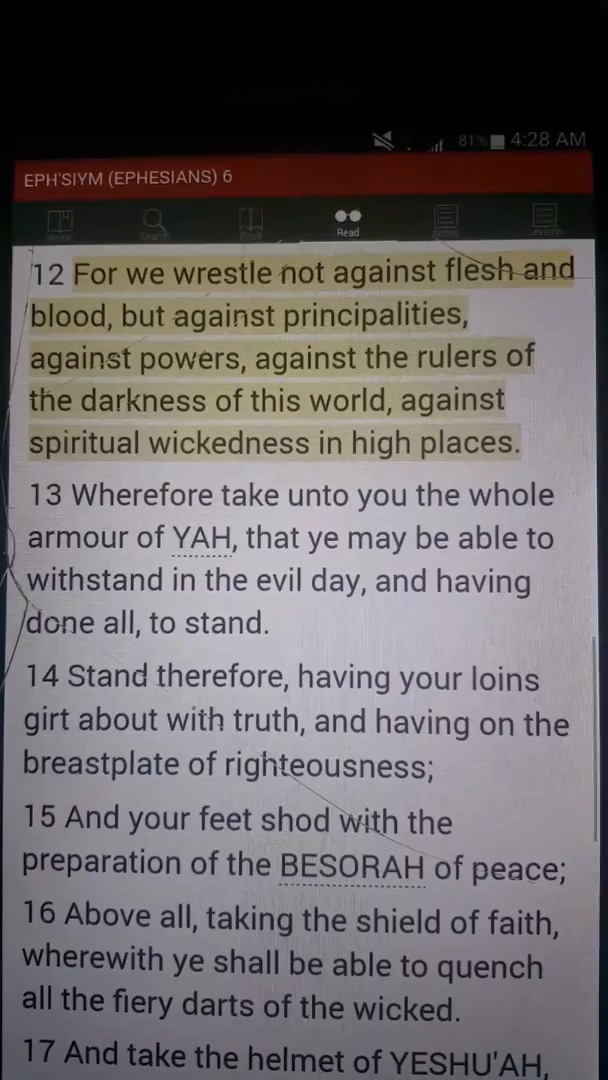 81% 4:28 AM
EPH'SIYM (EPHESIANS) 6
Search Book Read Notes
12 For we wrestle not against flesh and
blood, but against principalities,
against powers, against the rulers of
the darkness of this world, against
spiritual wickedness in high places.
13 Wherefore take unto you the whole
armour of YAH, that ye may be able to
withstand in the evil day, and having
done all, to stand.
14 Stand therefore, having your loins
girt about with truth, and having on the
breastplate of righteousness;
15 And your feet shod with the
preparation of the BESORAH of peace;
16 Above all, taking the shield of faith,
wherewith ye shall be able to quench
all the fiery darts of the wicked.
17 And take the helmet of YESHU'AH,